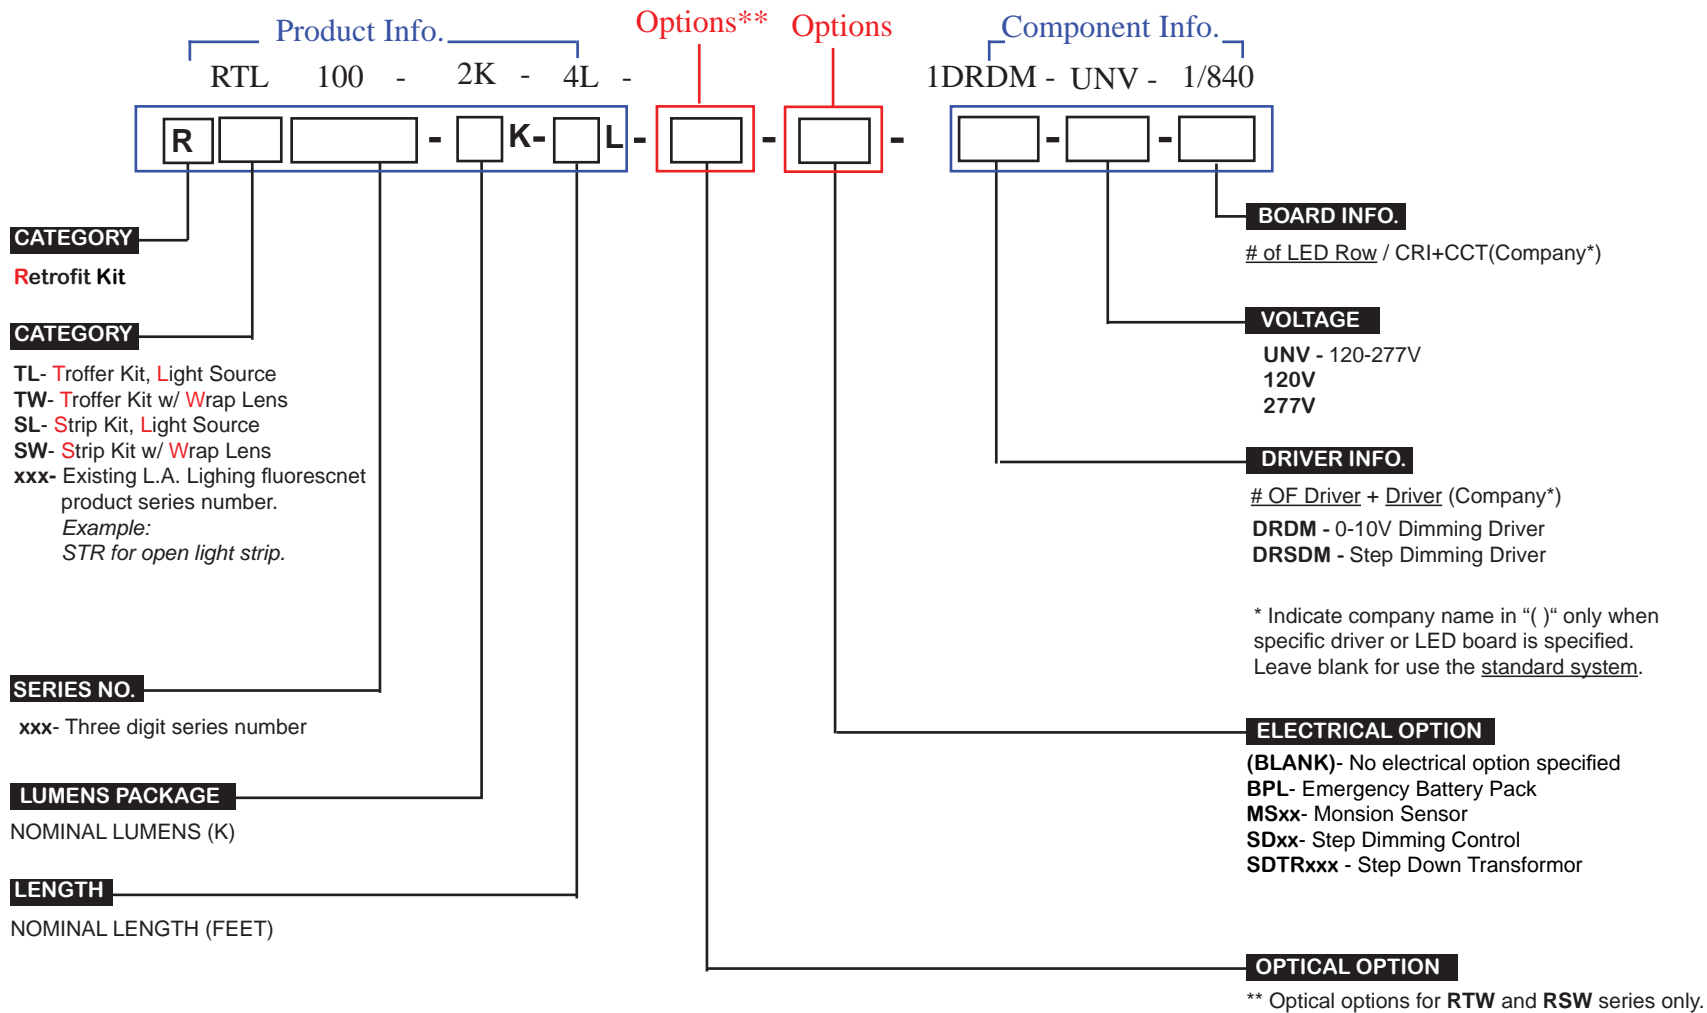 Product Info.
Options**
Options
Component Info.
RTL 100 - 2K - 4L -
1DRDM - UNV - 1/840
R - K- L - - - - -
CATEGORY
Retrofit Kit
CATEGORY
TL- Troffer Kit, Light Source
TW- Troffer Kit w/ Wrap Lens
SL- Strip Kit, Light Source
SW- Strip Kit w/ Wrap Lens
xxx- Existing L.A. Lighing fluorescnet
product series number.
Example:
STR for open light strip.
SERIES NO.
xxx- Three digit series number
LUMENS PACKAGE
NOMINAL LUMENS (K)
LENGTH
NOMINAL LENGTH (FEET)
BOARD INFO.
# of LED Row / CRI+CCT(Company*)
VOLTAGE
UNV - 120-277V
120V
277V
DRIVER INFO.
# OF Driver + Driver (Company*)
DRDM - 0-10V Dimming Driver
DRSDM - Step Dimming Driver
* Indicate company name in “( )“ only when
specific driver or LED board is specified.
Leave blank for use the standard system.
ELECTRICAL OPTION
(BLANK)- No electrical option specified
BPL- Emergency Battery Pack
MSxx- Monsion Sensor
SDxx- Step Dimming Control
SDTRxxx - Step Down Transformor
OPTICAL OPTION
** Optical options for RTW and RSW series only.